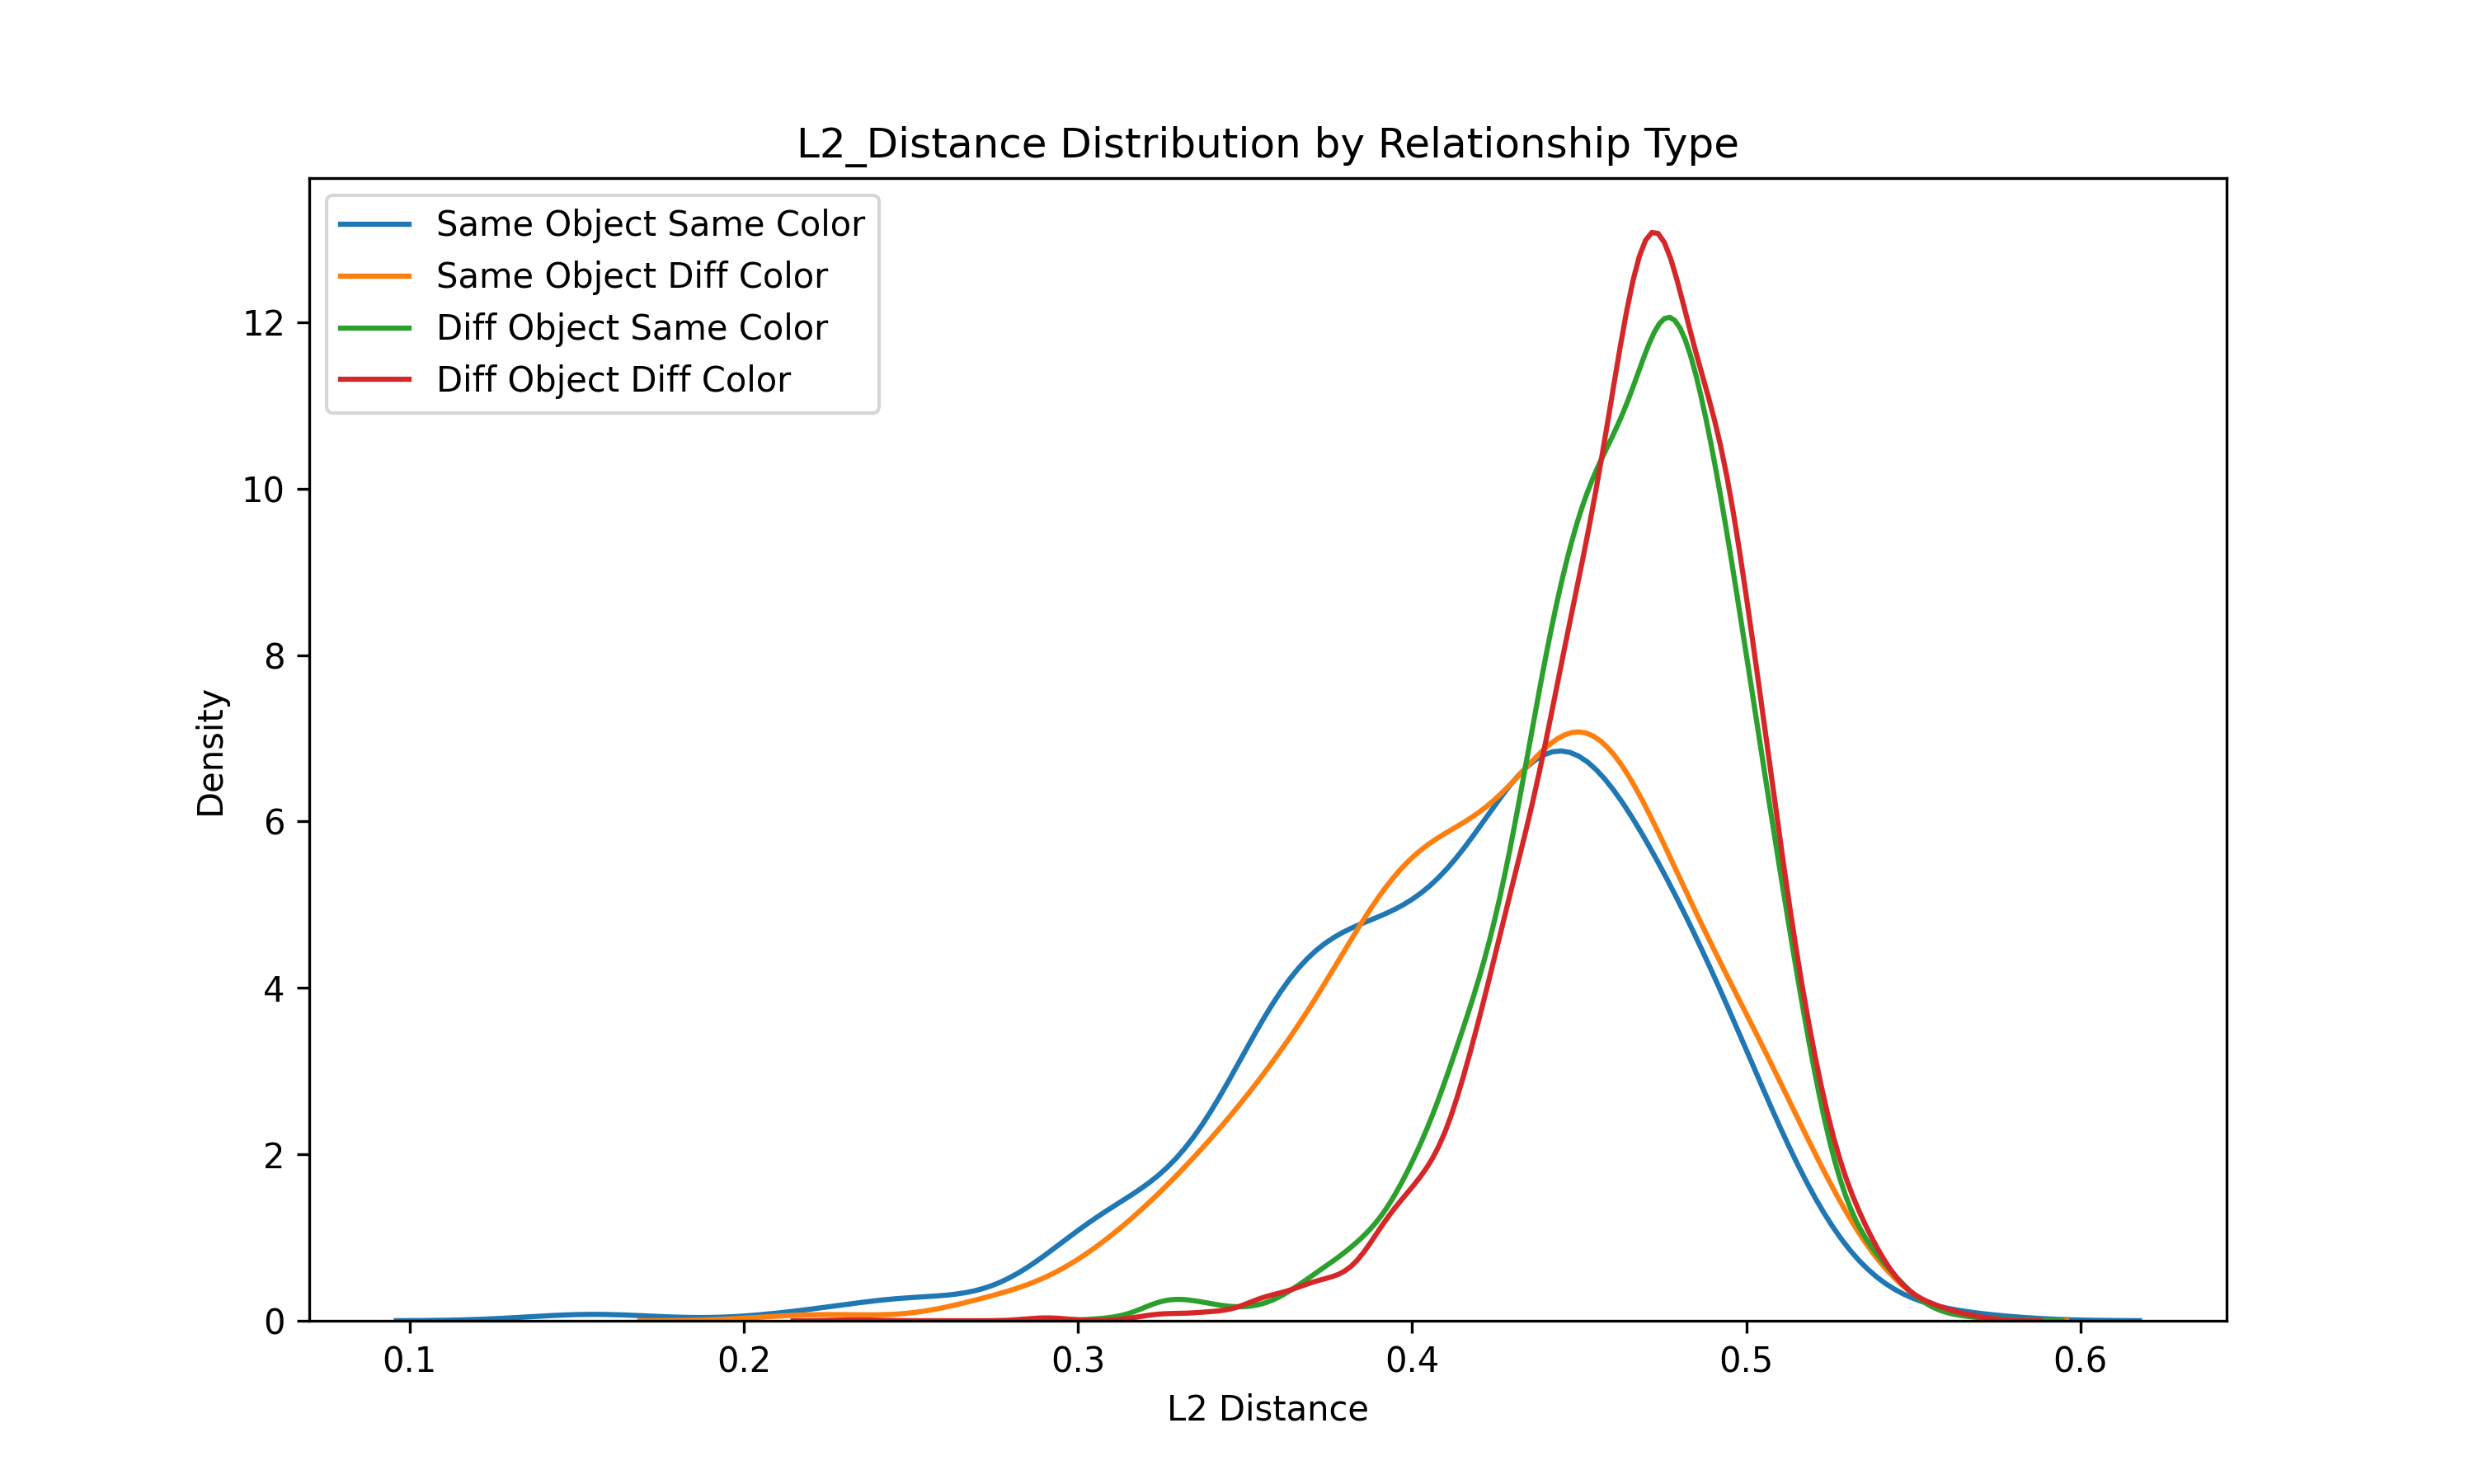 L2_Distance Distribution by Relationship Type
Same Object Same Color
Same Object Diff Color
Diff Object Same Color
Diff Object Diff Color
Density
12
10
8
6
4
2
0
0.1 0.2 0.3 0.4 0.5 0.6
L2 Distance